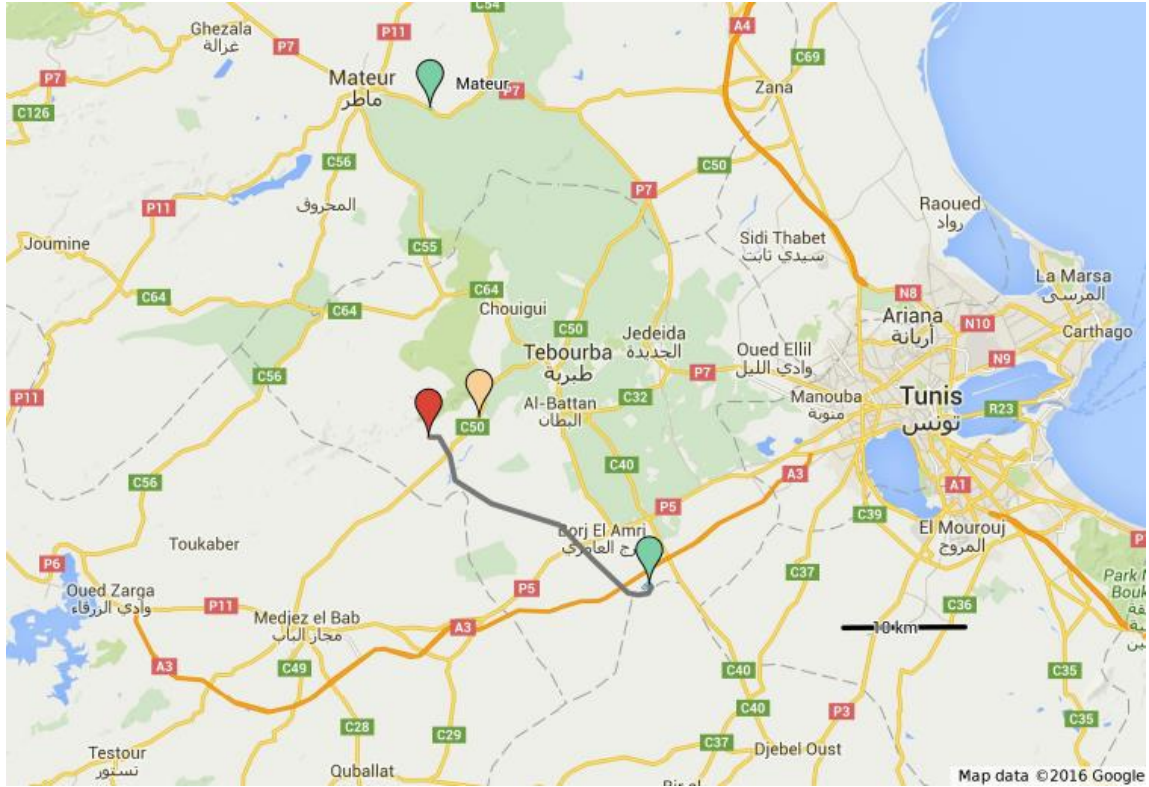 C54
Ghezala
غزالة
P11
A4
P7
C69
Mateur
ماطر
Mateur
P7
Zana
P7
C126
C56
C50
P7
المحروف
Raoued
رواد
P11
Sidi Thabet
سيدي ثابت
Joumine
C55
La Marsa
المرسى
C64
C64
C64
N8
Chouigui
Ariana
أريانة
N10
Carthago
C50
Jedeida
الجديدة
Tebourba
طبربة
Oued Ellil
وادي الليل
N9
C56
P7
P11
C32
Manouba
منوبة
Tunis
تونس
Al-Battan
البطان
R23
C50
C40
A3
C56
P5
A1
C39
Toukaber
Borj El Amri
رج العامري
El Mourouj
المروج
P6
C37
Oued Zarga
وادي الزرقاء
P5
P11
Medjez el Bab
مجاز الباب
C36
10 km
A3
A3
C49
C40
C35
C28
C40
P3
C29
C35
C37
Djebel Oust
Testour
تستور
Quballat
Map data ©2016 Google